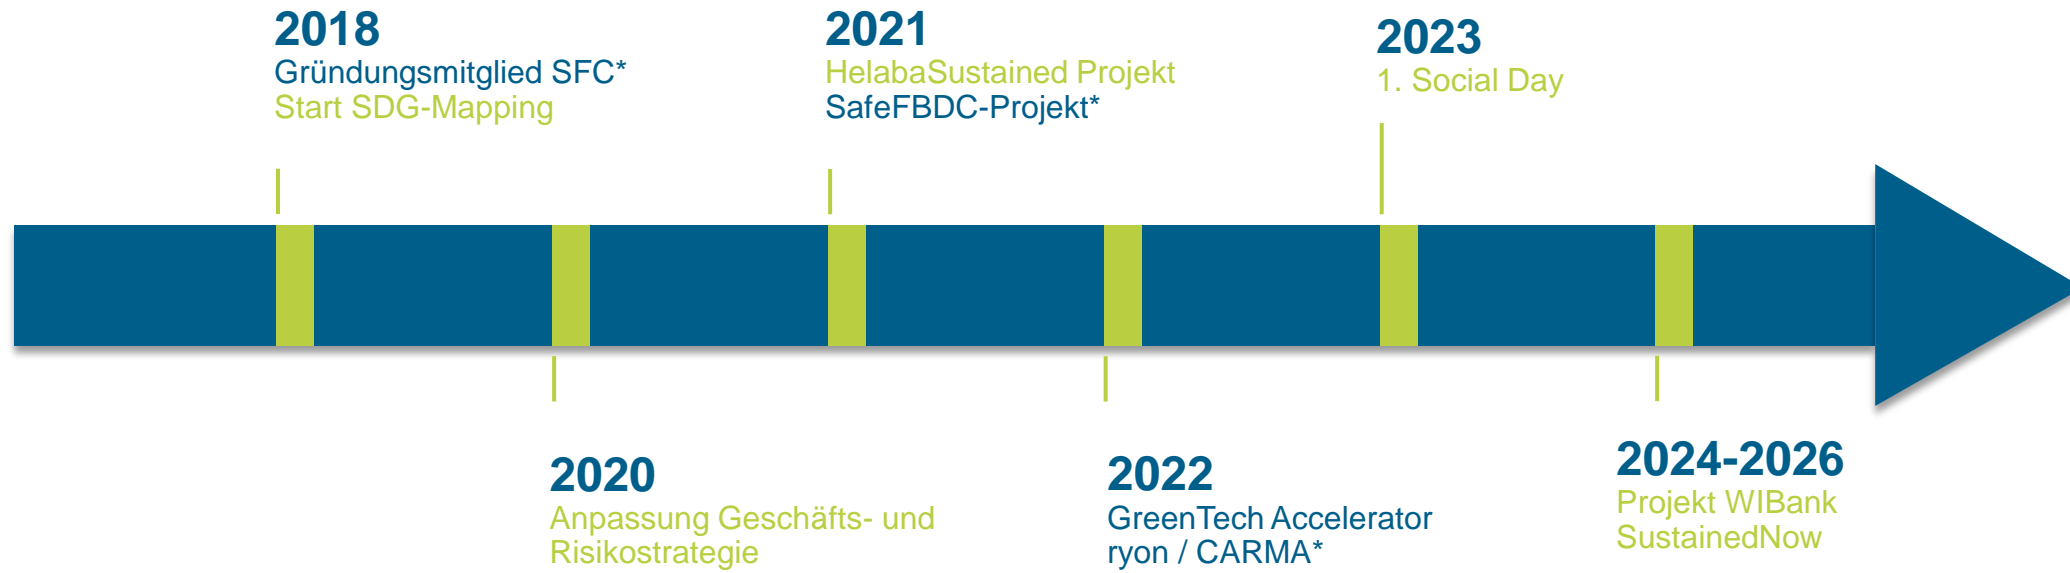 2018
Gründungsmitglied SFC*
Start SDG-Mapping
2020
Anpassung Geschäfts- und
Risikostrategie
2021
HelabaSustained Projekt
SafeFBDC-Projekt*
2022
GreenTech Accelerator
ryon / CARMA*
2023
1. Social Day
2024-2026
Projekt WIBank
SustainedNow